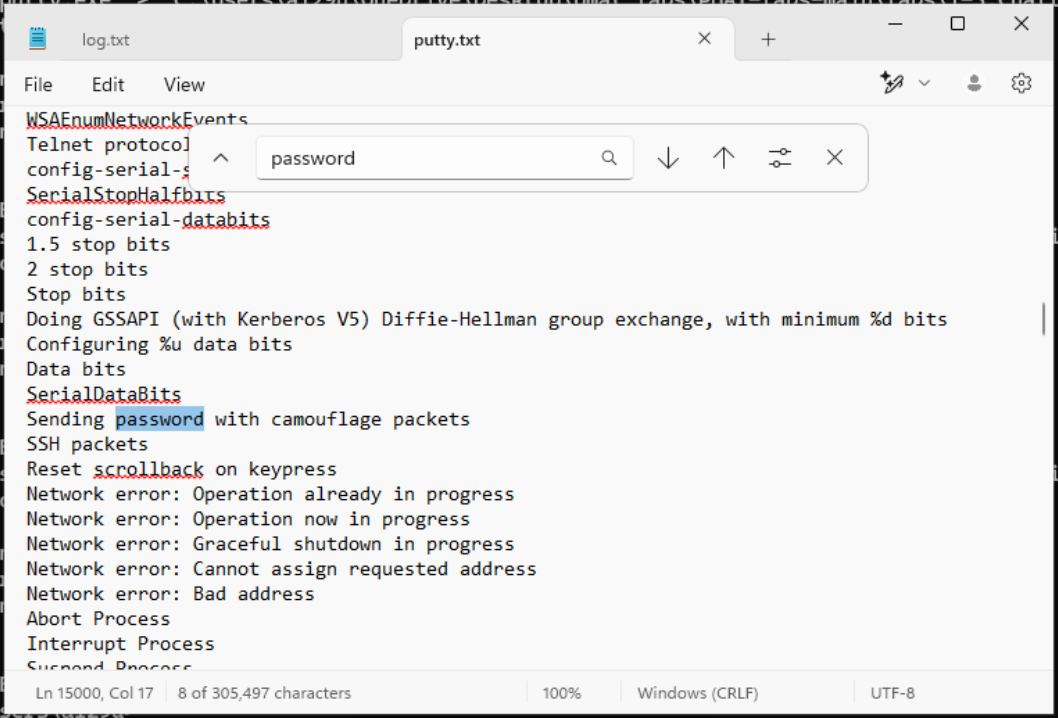 log.txt
putty.txt
File
Edit
View
WSAEnumNetworkEvents
Telnet protocol
password
config-serial-s
SerialStopHalfbits
config-serial-databits
1.5 stop bits
2 stop bits
Stop bits
Doing GSSAPI (with Kerberos V5) Diffie-Hellman group exchange, with minimum %d bits
Configuring %u data bits
Data bits
SerialDataBits
Sending password with camouflage packets
SSH packets
Reset scrollback on keypress
Network error: Operation already in progress
Network error: Operation now in progress
Network error: Graceful shutdown in progress
Network error: Cannot assign requested address
Network error: Bad address
Abort Process
Interrupt Process
Suspend Process
Ln 15000, Col 17
8 of 305,497 characters
100%
Windows (CRLF)
UTF-8